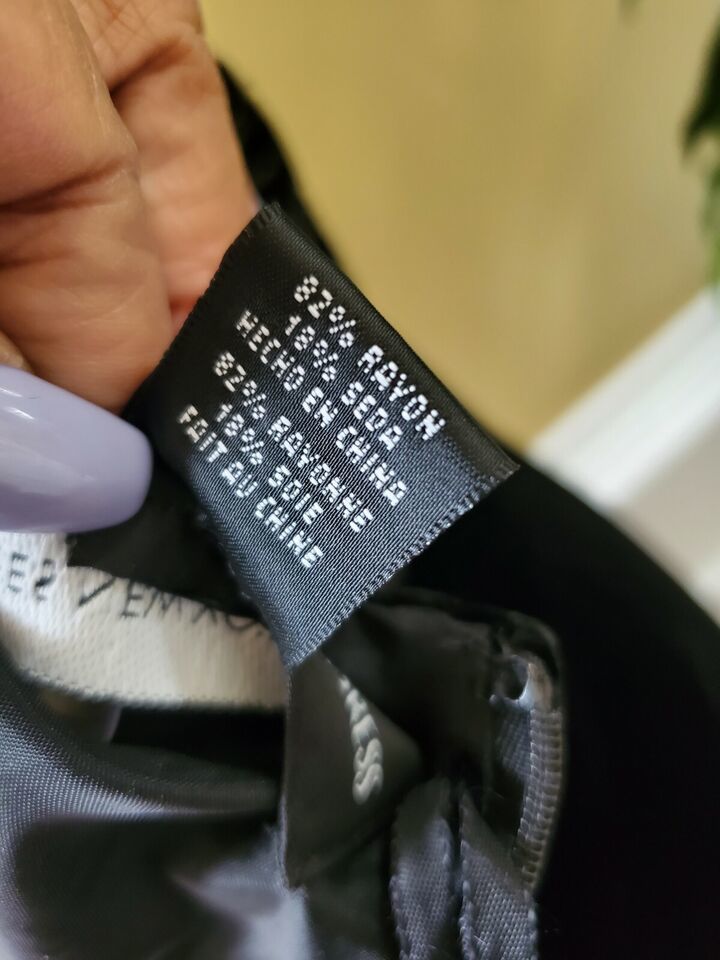 82% RAYON
18% SEDA
HECHO EN CHINA
82% RAYONNE
18% SOIE
FAIT AU CHINE